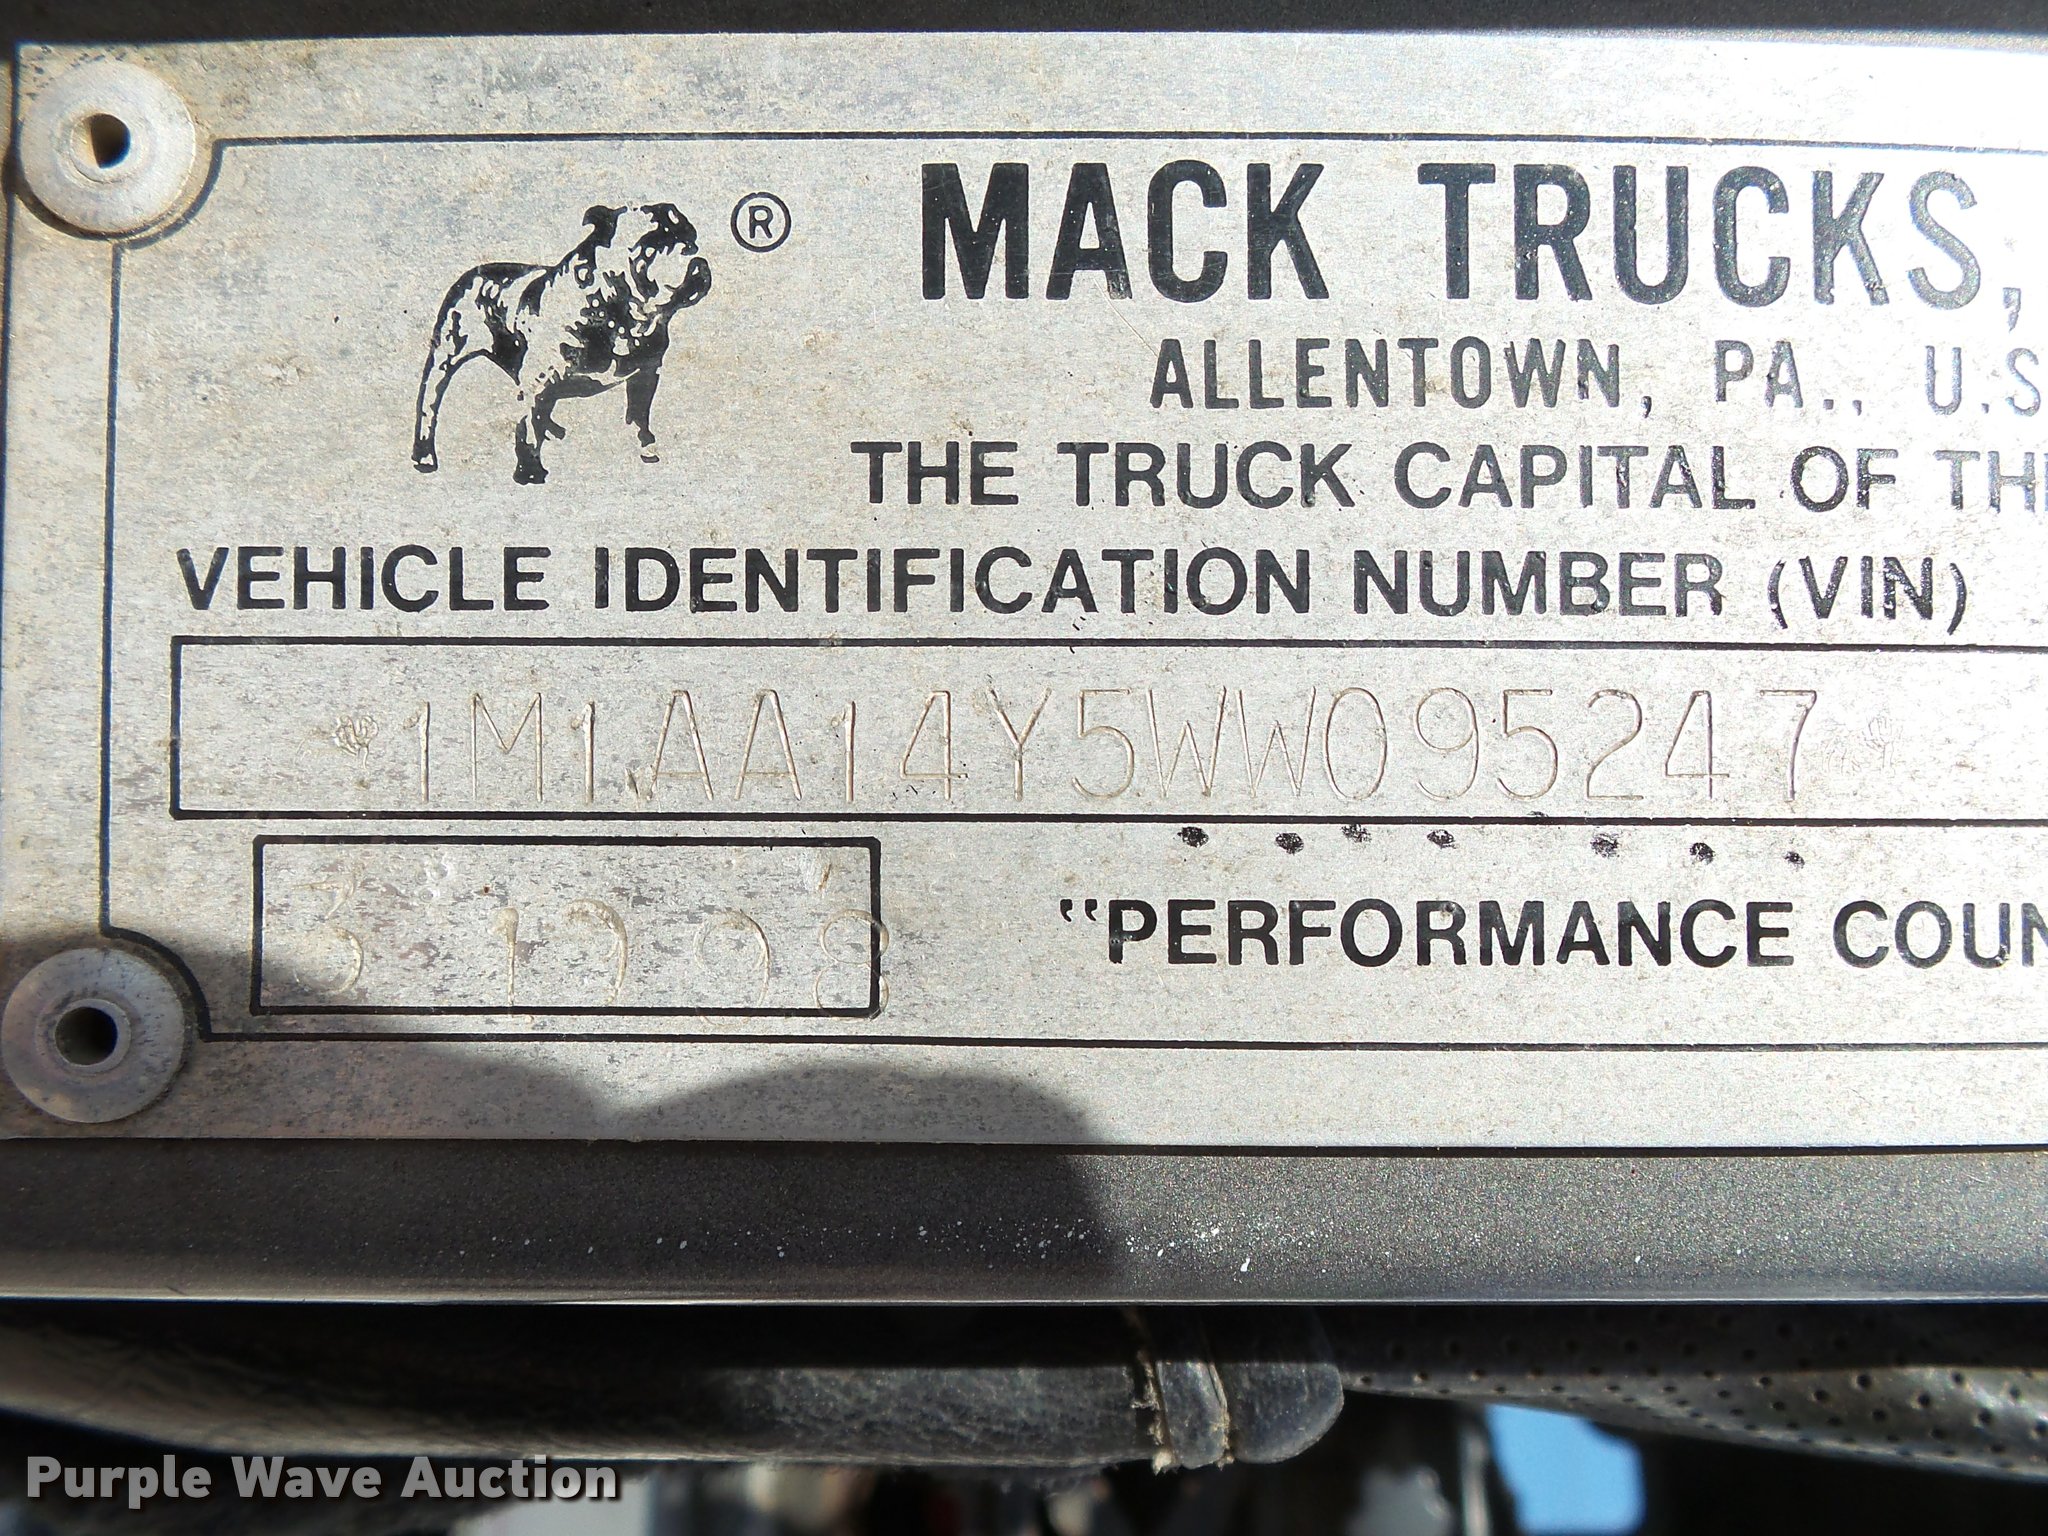 ®
MACK TRUCKS,
ALLENTOWN, PA., U.S
THE TRUCK CAPITAL OF THE
VEHICLE IDENTIFICATION NUMBER (VIN)
*1M1AA14Y5WW095247*
3 1998
"PERFORMANCE COUN
Purple Wave Auction